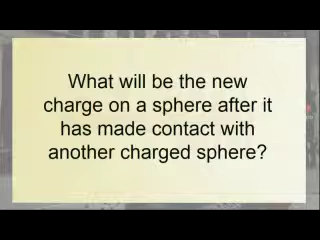 What will be the new
charge on a sphere after it
has made contact with
another charged sphere?